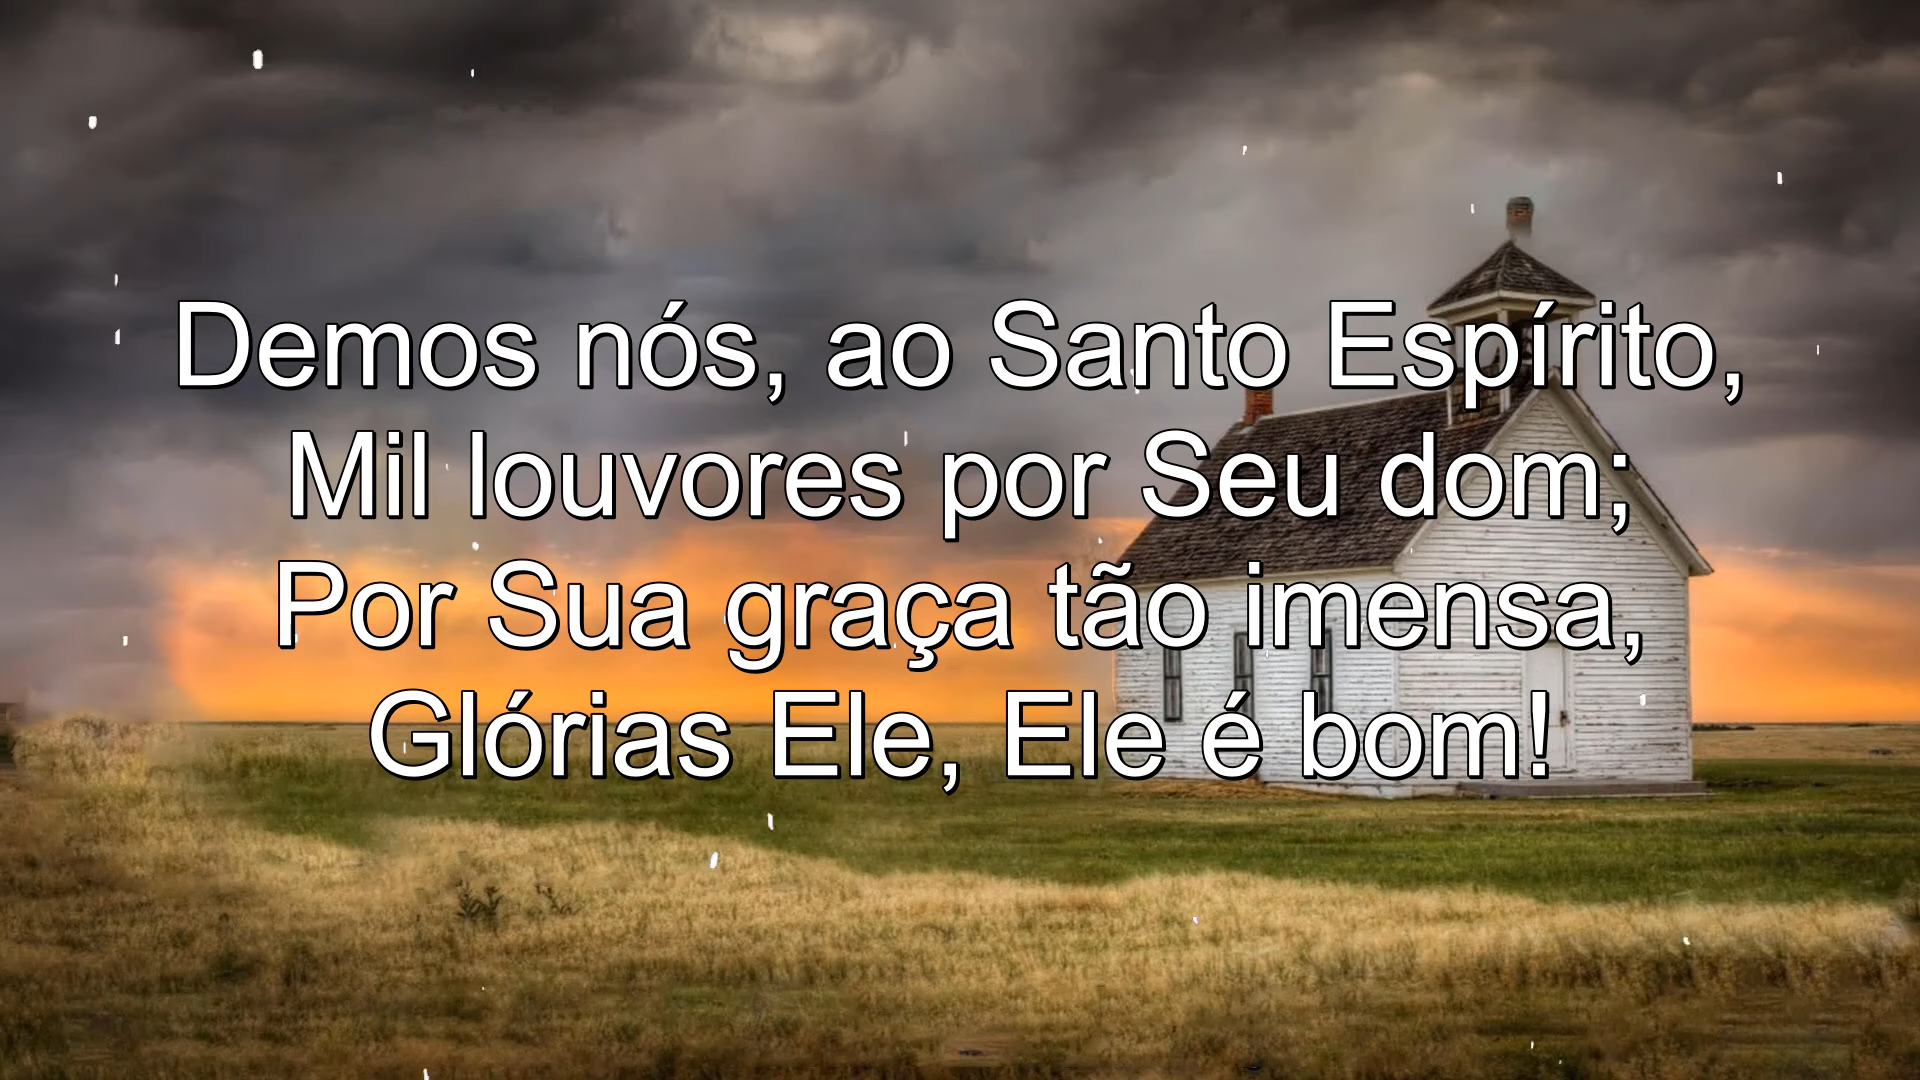 Demos nós, ao Santo Espírito,
Mil louvores por Seu dom;
Por Sua graça tão imensa,
Glórias Ele, Ele é bom!